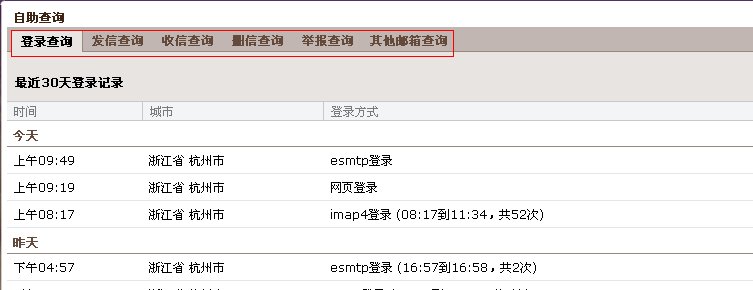 自助查询
登录查询 发信查询 收信查询 删信查询 举报查询 其他邮箱查询
最近30天登录记录
时间 城市 登录方式
今天
上午09:49 浙江省 杭州市 esmtp登录
上午09:19 浙江省 杭州市 网页登录
上午08:17 浙江省 杭州市 imap4登录 (08:17到11:34，共52次)
昨天
下午04:57 浙江省 杭州市 esmtp登录 (16:57到16:58，共2次)